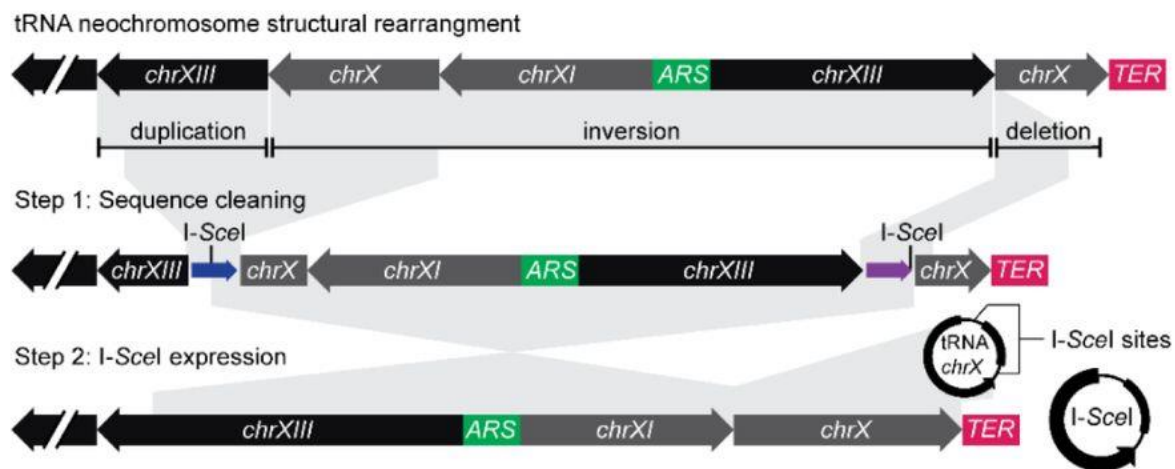 tRNA neochromosome structural rearrangment
chrXIII chrX chrXI ARS chrXIII chrX TER
duplication inversion deletion
Step 1: Sequence cleaning
I-SceI I-SceI
chrXIII chrX chrXI ARS chrXIII chrX TER
Step 2: I-SceI expression
tRNA
chrX
I-SceI sites
I-SceI
chrXIII ARS chrXI chrX TER